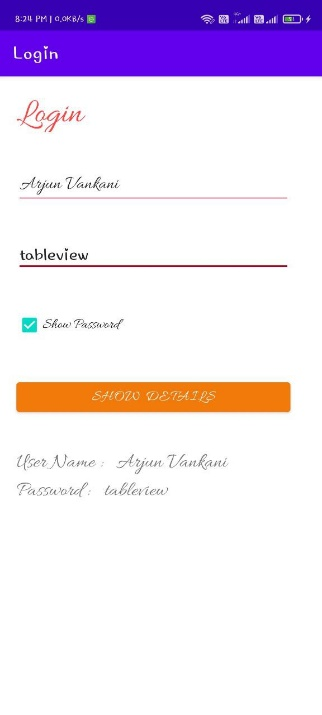 8:24 PM | 0.0KB/s
Login
Login
Arjun Vankani
tableview
Show Password
SHOW DETAILS
User Name : Arjun Vankani
Password : tableview